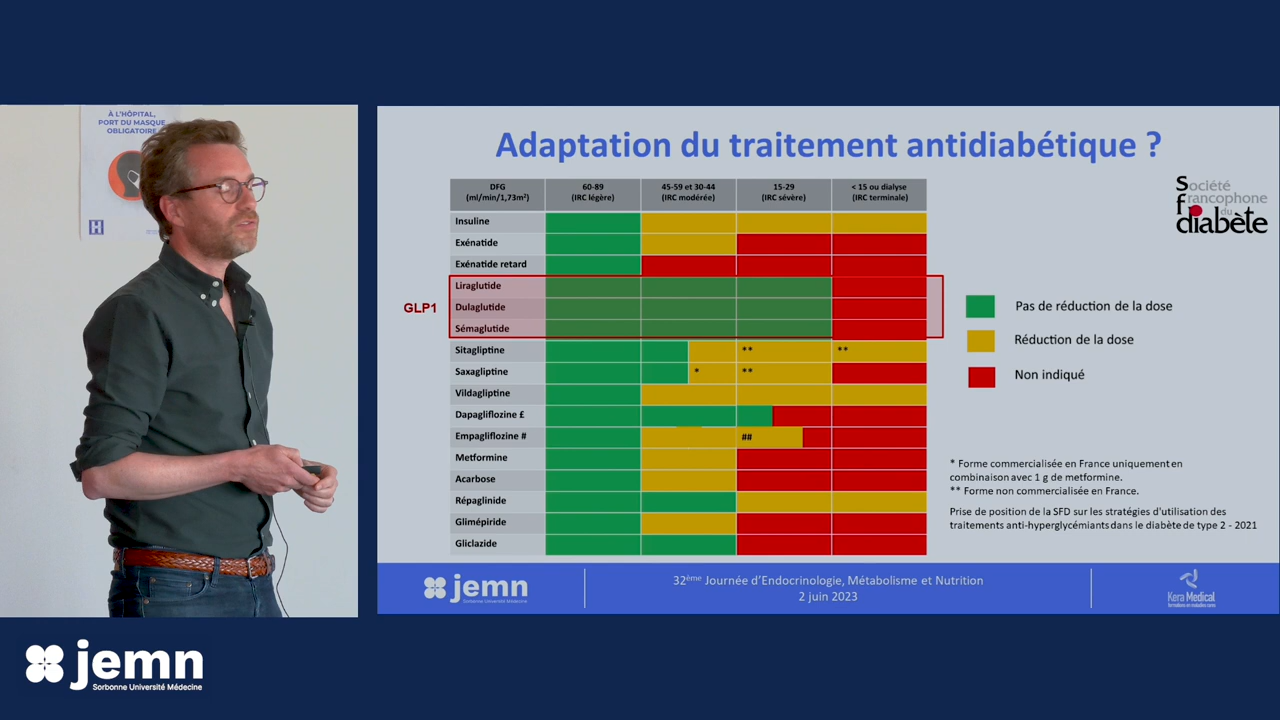 À L'HÔPITAL,
PORT DU MASQUE
OBLIGATOIRE
H
Adaptation du traitement antidiabétique ?
DFG
(ml/min/1,73m²)
60-89
(IRC légère)
45-59 et 30-44
(IRC modérée)
15-29
(IRC sévère)
< 15 ou dialyse
(IRC terminale)
Insuline
Exénatide
Exénatide retard
GLP1
Liraglutide
Dulaglutide
Sémaglutide
Sitagliptine ** **
Saxagliptine * **
Vildagliptine
Dapagliflozine £
Empagliflozine # ##
Metformine
Acarbose
Répaglinide
Glimépiride
Gliclazide
Société
francophone
du
diabète
Pas de réduction de la dose
Réduction de la dose
Non indiqué
* Forme commercialisée en France uniquement en
combinaison avec 1 g de metformine.
** Forme non commercialisée en France.
Prise de position de la SFD sur les stratégies d'utilisation des
traitements anti-hyperglycémiants dans le diabète de type 2 - 2021
jemn
Sorbonne Université Médecine
32ème Journée d'Endocrinologie, Métabolisme et Nutrition
2 juin 2023
Kera Medical
formations en maladies rares
jemn
Sorbonne Université Médecine